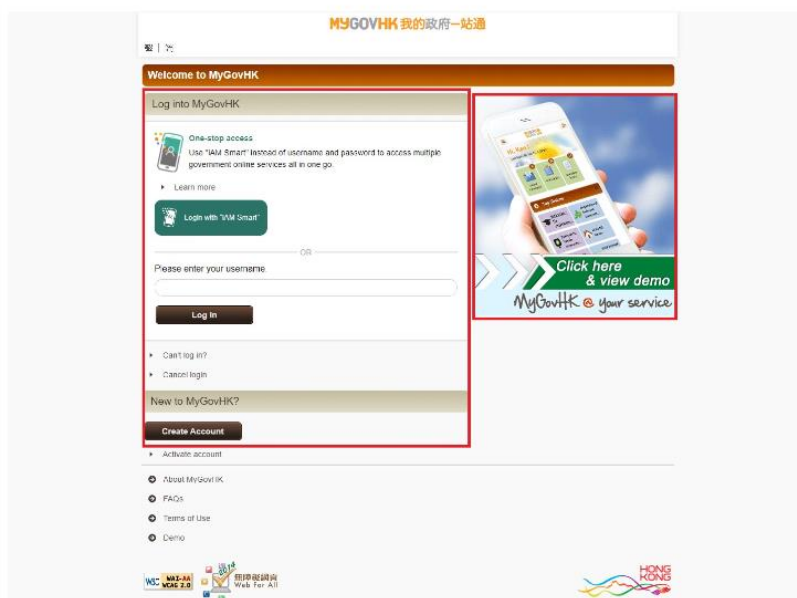 MYGOVHK 我的政府一站通
繁 | 簡
Welcome to MyGovHK
Log into MyGovHK
One-stop access
Use "IAM Smart" instead of username and password to access multiple
government online services all in one go.
Learn more
Login with "IAM Smart"
OR
Please enter your username
Log In
Can't log in?
Cancel login
New to MyGovHK?
Create Account
Activate account
About MyGovHK
FAQs
Terms of Use
Demo
Click here
& view demo
MyGovHK @ your service
W3C WAI-AA
WCAG 2.0
2014
無障礙網頁
Web For All
HONG
KONG